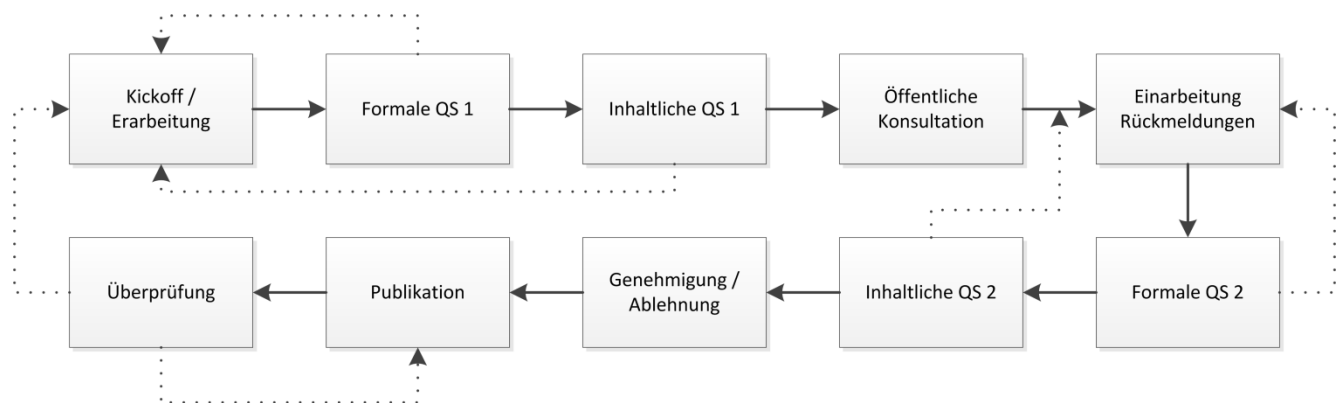 Kickoff /
Erarbeitung
Formale QS 1
Inhaltliche QS 1
Öffentliche
Konsultation
Einarbeitung
Rückmeldungen
Überprüfung
Publikation
Genehmigung /
Ablehnung
Inhaltliche QS 2
Formale QS 2